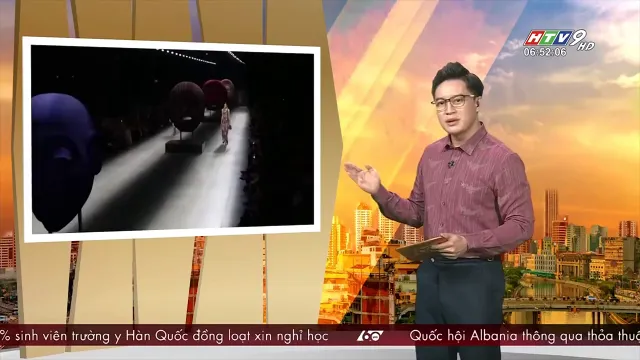 HTV9 HD
06:52:06
% sinh viên trường y Hàn Quốc đồng loạt xin nghỉ học 60 Quốc hội Albania thông qua thỏa thuậ